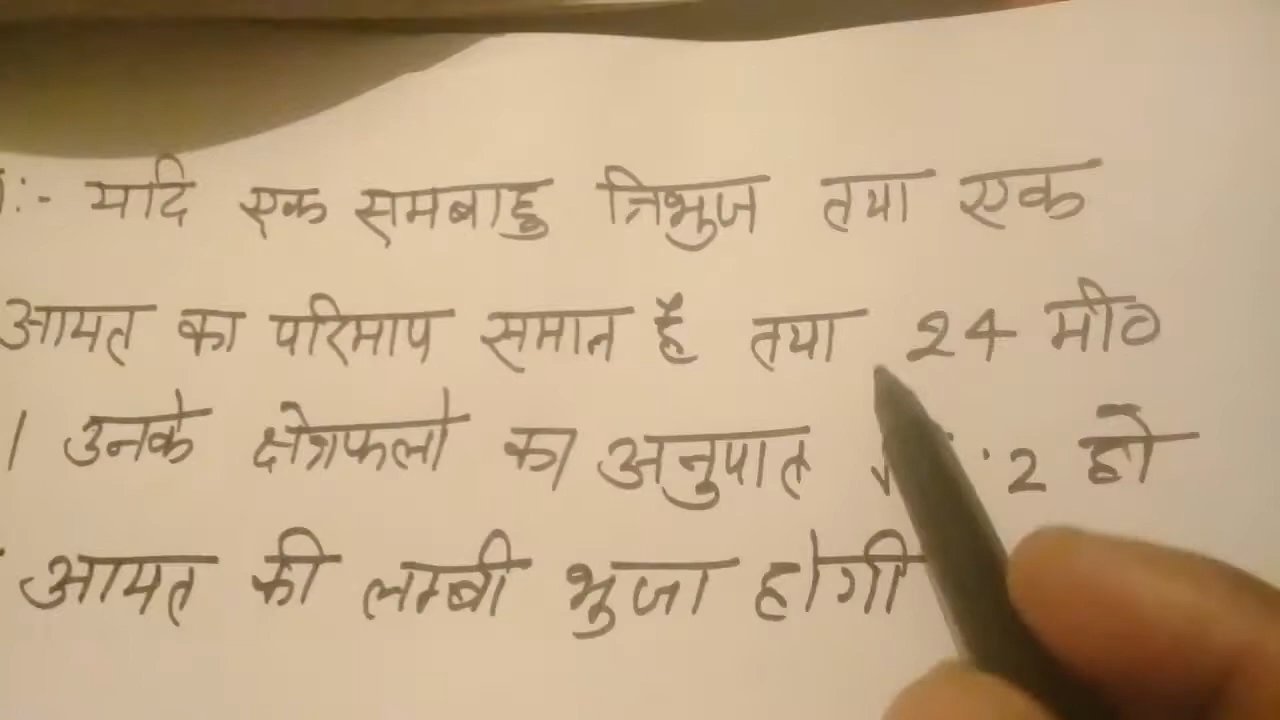 :- यदि एक समबाहु त्रिभुज तथा एक
आयत का परिमाप समान है तथा 24 मी०
। उनके क्षेत्रफलो का अनुपात : 2 हो
आयत की लम्बी भुजा होगी